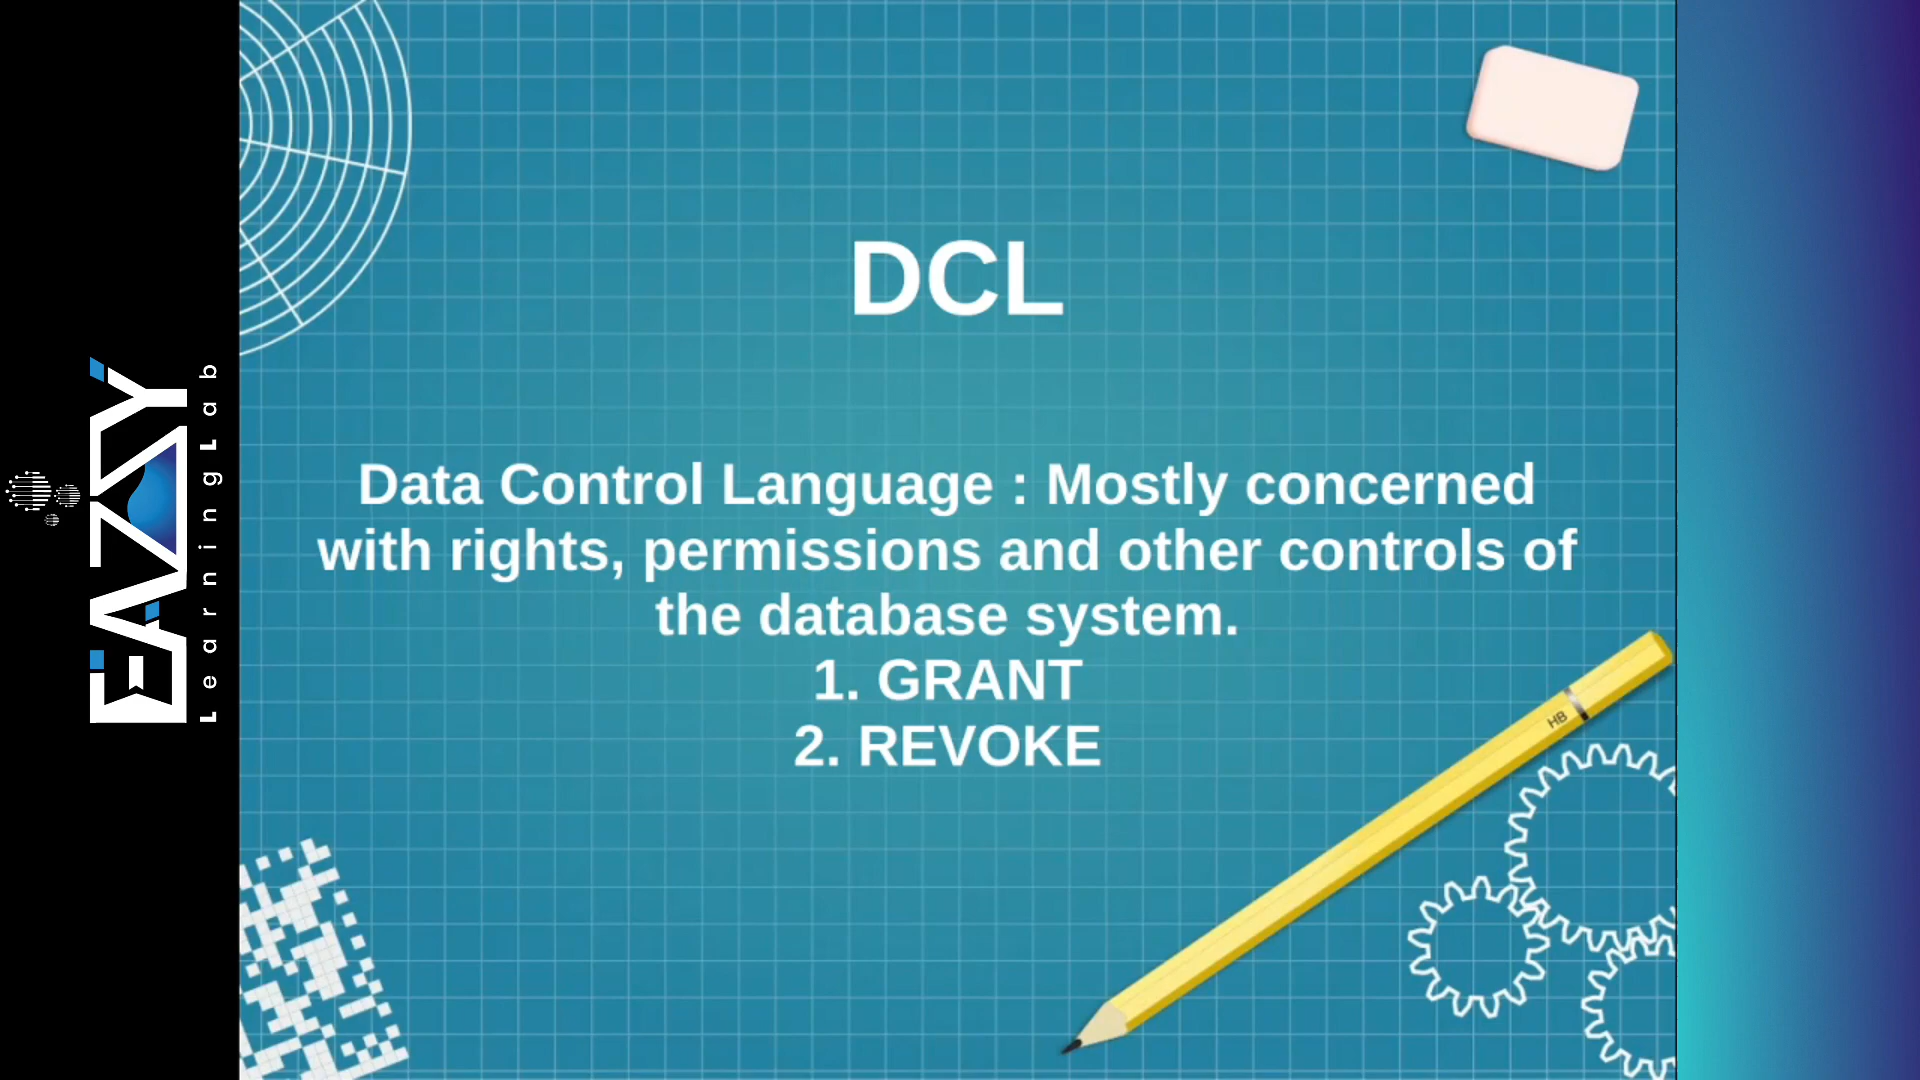 EAZY
Learning Lab
DCL
Data Control Language : Mostly concerned
with rights, permissions and other controls of
the database system.
1. GRANT
2. REVOKE
HB